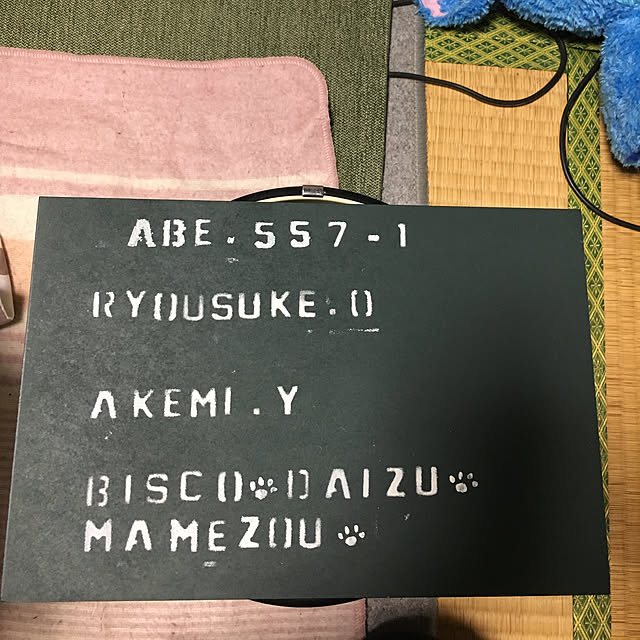 ABE.557-1
RYOUSUKE.O
AKEMI.Y
BISCO🐾DAIZU🐾
MAMEZOU🐾